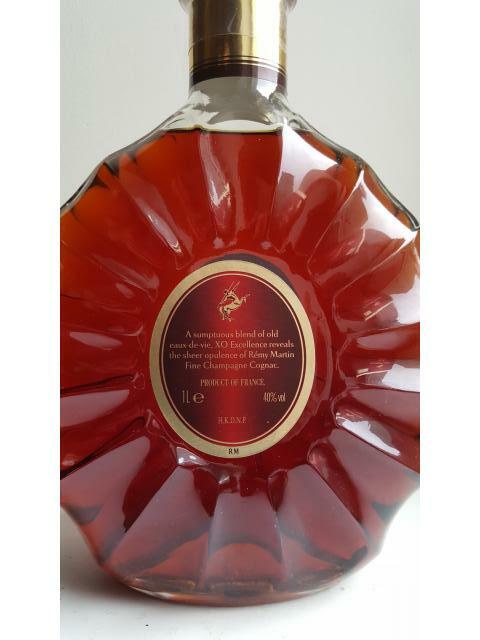 A sumptuous blend of old
eaux-de-vie, XO Excellence reveals
the sheer opulence of Rémy Martin
Fine Champagne Cognac.
PRODUCT OF FRANCE.
1L e 40% vol
H.K.D.N.P.
RM